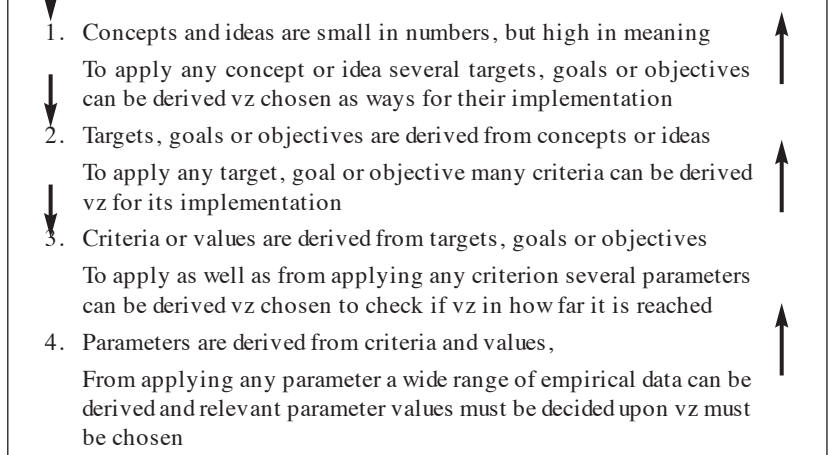 1. Concepts and ideas are small in numbers, but high in meaning
To apply any concept or idea several targets, goals or objectives
can be derived vz chosen as ways for their implementation
2. Targets, goals or objectives are derived from concepts or ideas
To apply any target, goal or objective many criteria can be derived
vz for its implementation
3. Criteria or values are derived from targets, goals or objectives
To apply as well as from applying any criterion several parameters
can be derived vz chosen to check if vz in how far it is reached
4. Parameters are derived from criteria and values,
From applying any parameter a wide range of empirical data can be
derived and relevant parameter values must be decided upon vz must
be chosen